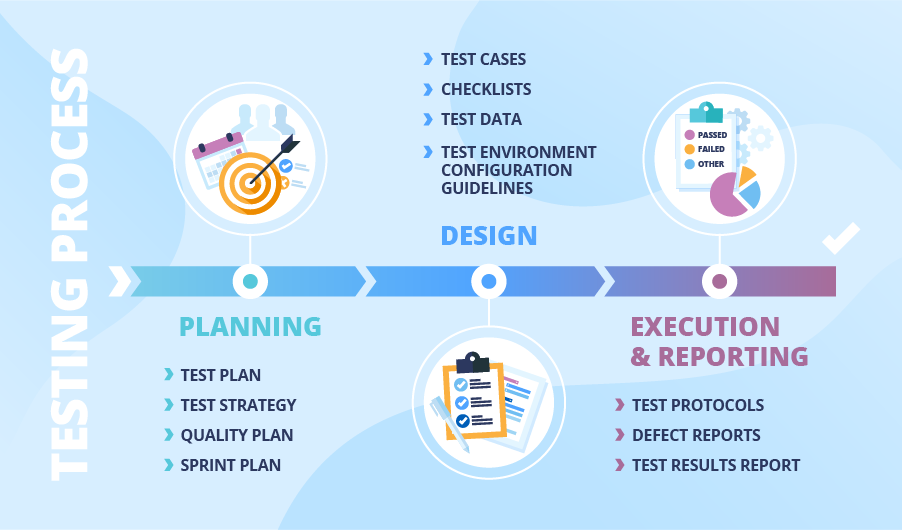 TESTING PROCESS
PLANNING
TEST PLAN
TEST STRATEGY
QUALITY PLAN
SPRINT PLAN
TEST CASES
CHECKLISTS
TEST DATA
TEST ENVIRONMENT
CONFIGURATION
GUIDELINES
DESIGN
PASSED
FAILED
OTHER
EXECUTION
& REPORTING
TEST PROTOCOLS
DEFECT REPORTS
TEST RESULTS REPORT